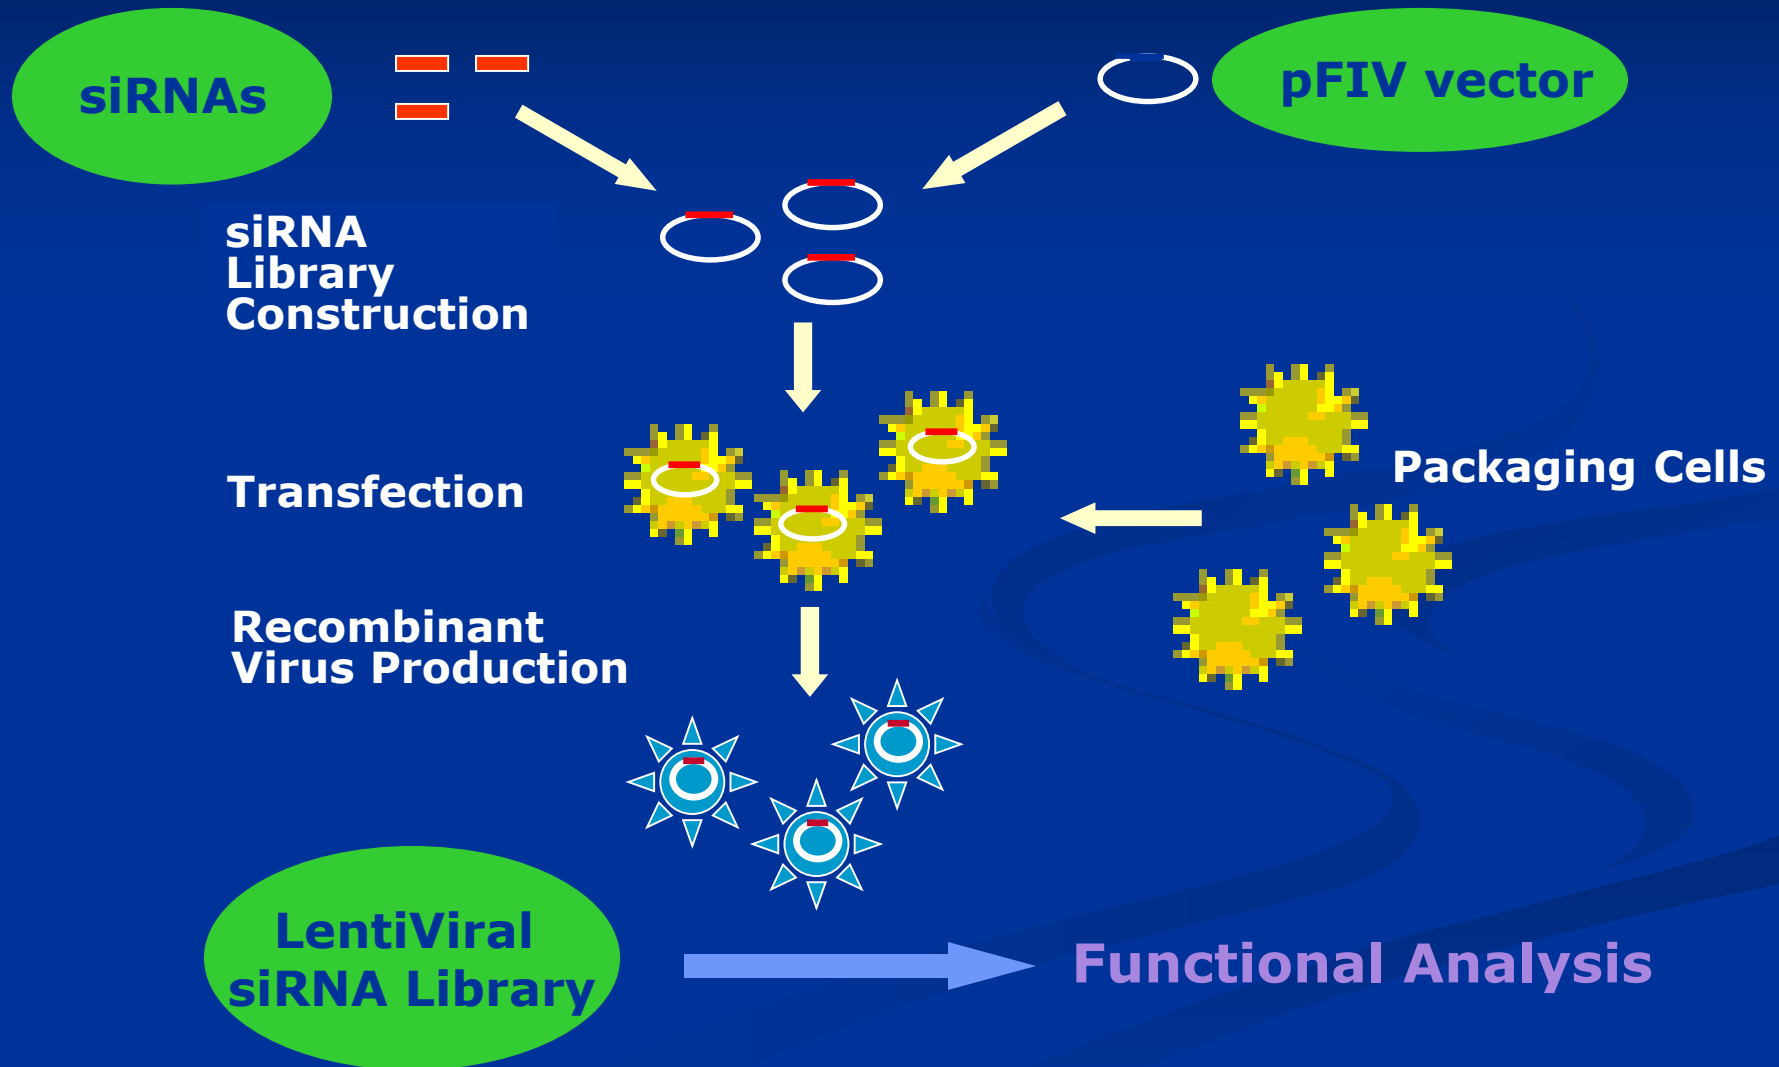 siRNAs
pFIV vector
siRNA
Library
Construction
Transfection
Packaging Cells
Recombinant
Virus Production
LentiViral
siRNA Library
Functional Analysis